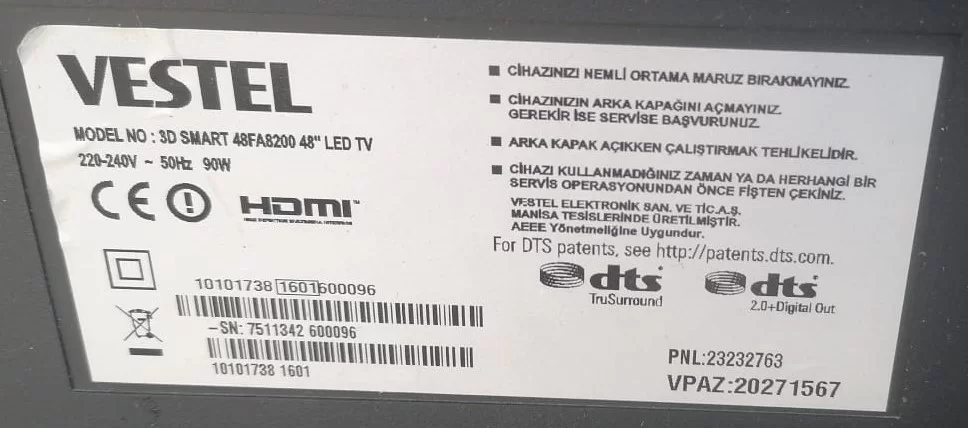 VESTEL
MODEL NO : 3D SMART 48FA8200 48" LED TV
220-240V ~ 50Hz 90W
CE
HDMI™
10101738 1601600096
-SN: 7511342 600096
10101738 1601
■ CİHAZINIZI NEMLİ ORTAMA MARUZ BIRAKMAYINIZ.
■ CİHAZINIZIN ARKA KAPAĞINI AÇMAYINIZ.
GEREKİR İSE SERVİSE BAŞVURUNUZ.
■ ARKA KAPAK AÇIKKEN ÇALIŞTIRMAK TEHLİKELİDİR.
■ CİHAZI KULLANMADIĞINIZ ZAMAN YA DA HERHANGİ BİR
SERVİS OPERASYONUNDAN ÖNCE FİŞTEN ÇEKİNİZ.
VESTEL ELEKTRONİK SAN. VE TİC.A.Ş.
MANİSA TESİSLERİNDE ÜRETİLMİŞTİR.
AEEE Yönetmeliğine Uygundur.
For DTS patents, see http://patents.dts.com.
dts
TruSurround
dts
2.0+Digital Out
PNL:23232763
VPAZ:20271567